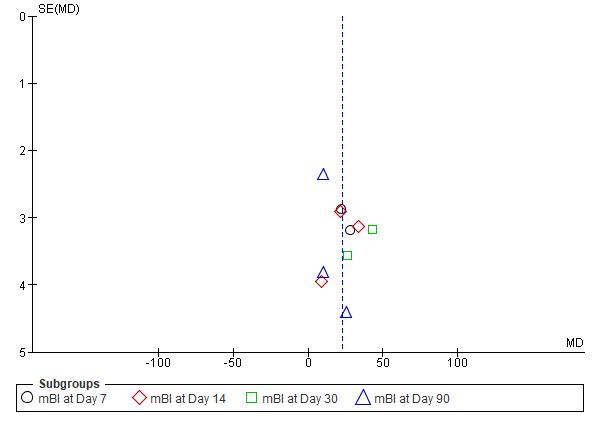 SE(MD)
0
1
2
3
4
5
-100
-50
0
50
100
MD
Subgroups
mBI at Day 7
mBI at Day 14
mBI at Day 30
mBI at Day 90